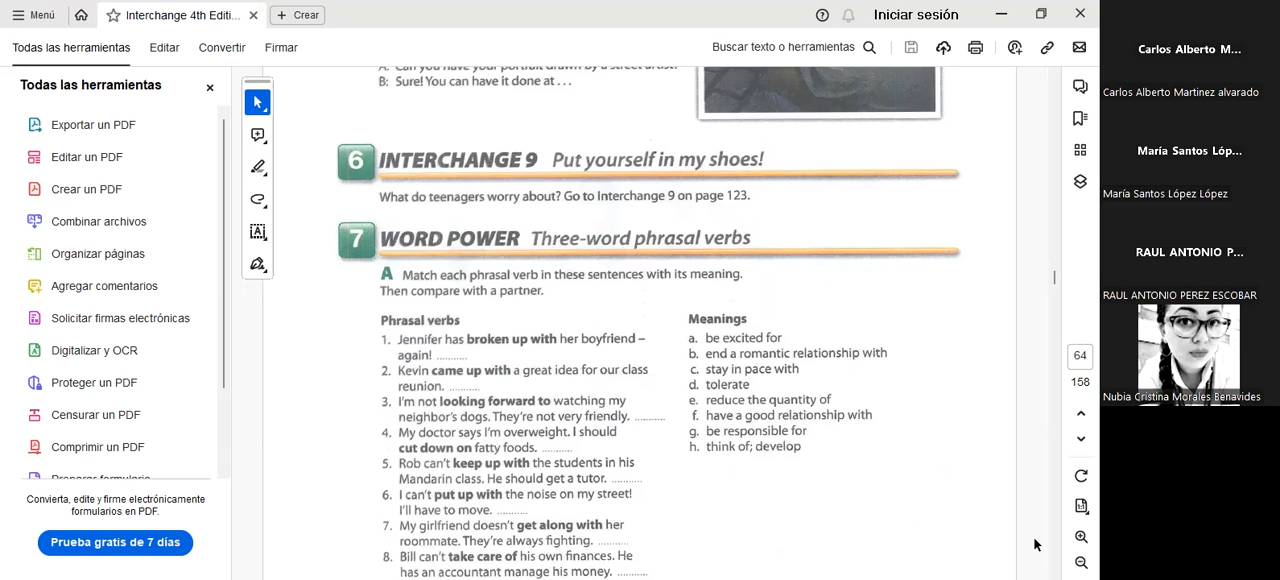 Menú
Interchange 4th Editi...
Crear
Iniciar sesión
Todas las herramientas
Editar
Convertir
Firmar
Buscar texto o herramientas
Todas las herramientas
Exportar un PDF
Editar un PDF
Crear un PDF
Combinar archivos
Organizar páginas
Agregar comentarios
Solicitar firmas electrónicas
Digitalizar y OCR
Proteger un PDF
Censurar un PDF
Comprimir un PDF
Preparar formulario
Convierta, edite y firme electrónicamente
formularios en PDF.
Prueba gratis de 7 días
A: Can you have your portrait drawn by a street artist?
B: Sure! You can have it done at . . .
6 INTERCHANGE 9 Put yourself in my shoes!
What do teenagers worry about? Go to Interchange 9 on page 123.
7 WORD POWER Three-word phrasal verbs
A Match each phrasal verb in these sentences with its meaning.
Then compare with a partner.
Phrasal verbs
1. Jennifer has broken up with her boyfriend –
again! ...........
2. Kevin came up with a great idea for our class
reunion. ...........
3. I'm not looking forward to watching my
neighbor's dogs. They're not very friendly. ...........
4. My doctor says I'm overweight. I should
cut down on fatty foods. ...........
5. Rob can't keep up with the students in his
Mandarin class. He should get a tutor. ...........
6. I can't put up with the noise on my street!
I'll have to move. ...........
7. My girlfriend doesn't get along with her
roommate. They're always fighting. ...........
8. Bill can't take care of his own finances. He
has an accountant manage his money. ...........
Meanings
a. be excited for
b. end a romantic relationship with
c. stay in pace with
d. tolerate
e. reduce the quantity of
f. have a good relationship with
g. be responsible for
h. think of; develop
64
158
Carlos Alberto M...
Carlos Alberto Martinez alvarado
María Santos Lóp...
María Santos López López
RAUL ANTONIO P...
RAUL ANTONIO PEREZ ESCOBAR
Nubia Cristina Morales Benavides